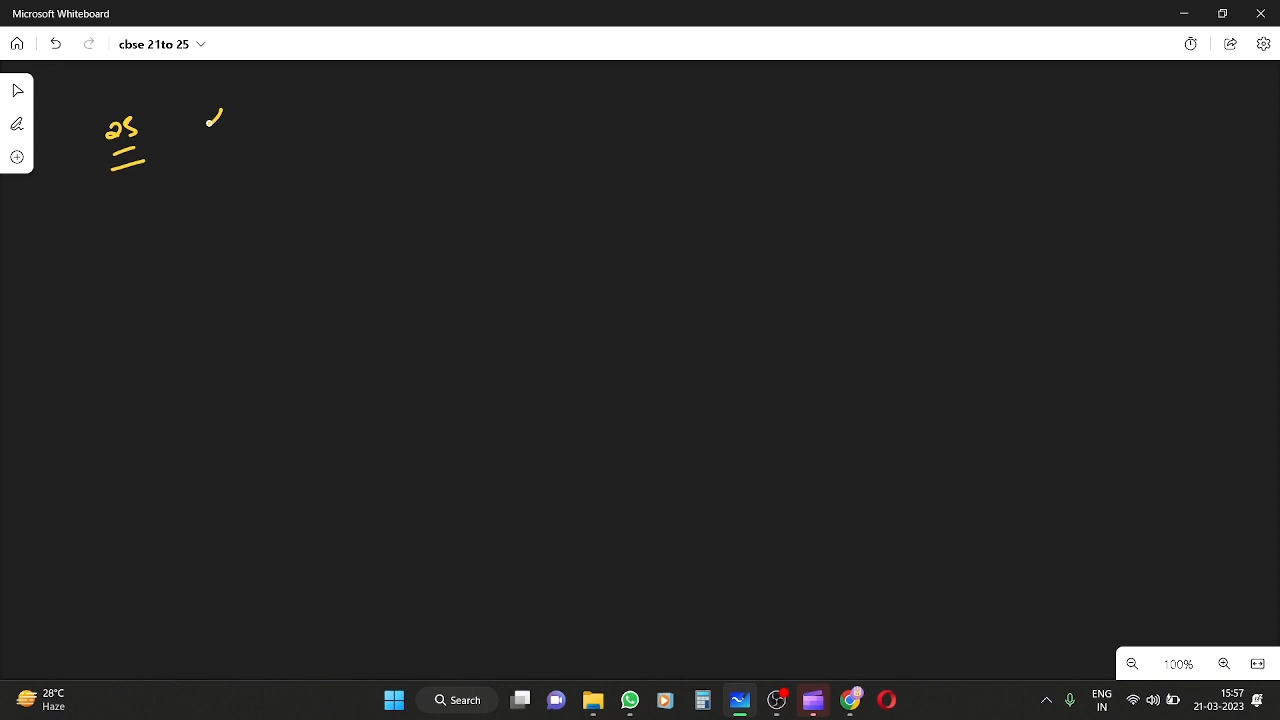 Microsoft Whiteboard
cbse 21to 25
25
100%
28°C
Haze
Search
ENG
IN
15:57
21-03-2023